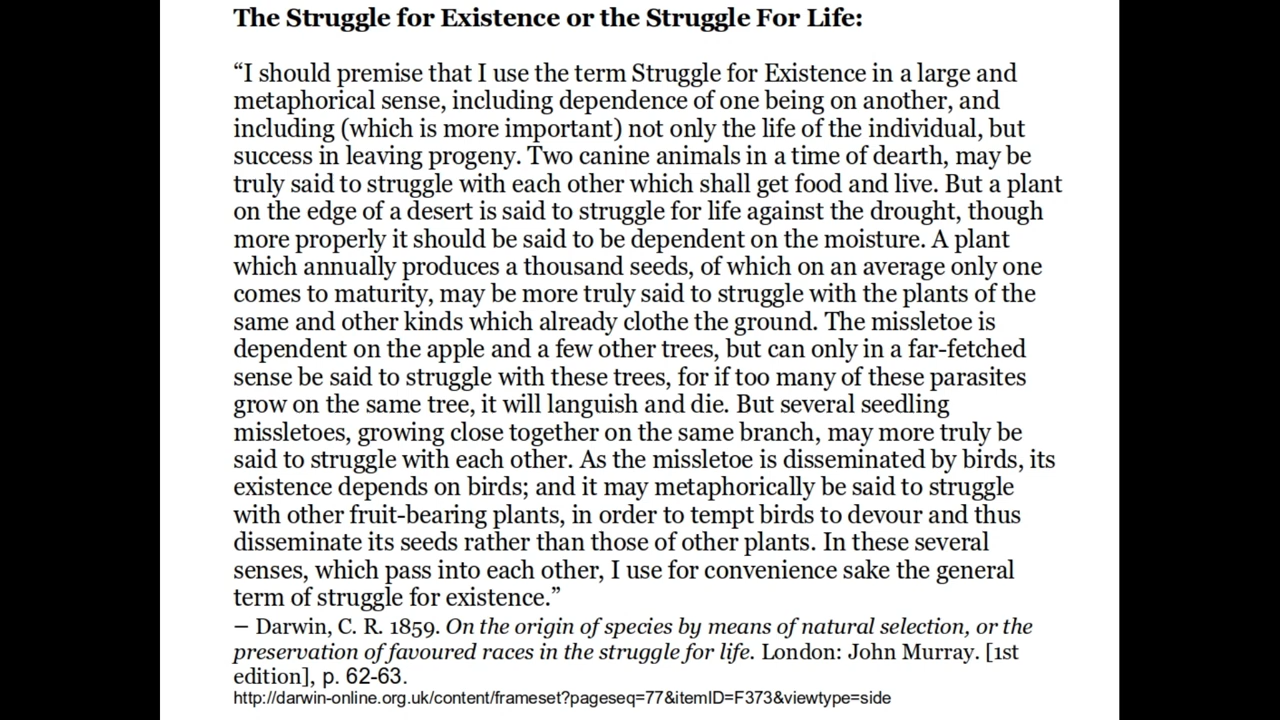 The Struggle for Existence or the Struggle For Life:
“I should premise that I use the term Struggle for Existence in a large and
metaphorical sense, including dependence of one being on another, and
including (which is more important) not only the life of the individual, but
success in leaving progeny. Two canine animals in a time of dearth, may be
truly said to struggle with each other which shall get food and live. But a plant
on the edge of a desert is said to struggle for life against the drought, though
more properly it should be said to be dependent on the moisture. A plant
which annually produces a thousand seeds, of which on an average only one
comes to maturity, may be more truly said to struggle with the plants of the
same and other kinds which already clothe the ground. The missletoe is
dependent on the apple and a few other trees, but can only in a far-fetched
sense be said to struggle with these trees, for if too many of these parasites
grow on the same tree, it will languish and die. But several seedling
missletoes, growing close together on the same branch, may more truly be
said to struggle with each other. As the missletoe is disseminated by birds, its
existence depends on birds; and it may metaphorically be said to struggle
with other fruit-bearing plants, in order to tempt birds to devour and thus
disseminate its seeds rather than those of other plants. In these several
senses, which pass into each other, I use for convenience sake the general
term of struggle for existence.”
– Darwin, C. R. 1859. On the origin of species by means of natural selection, or the
preservation of favoured races in the struggle for life. London: John Murray. [1st
edition], p. 62-63.
http://darwin-online.org.uk/content/frameset?pageseq=77&itemID=F373&viewtype=side